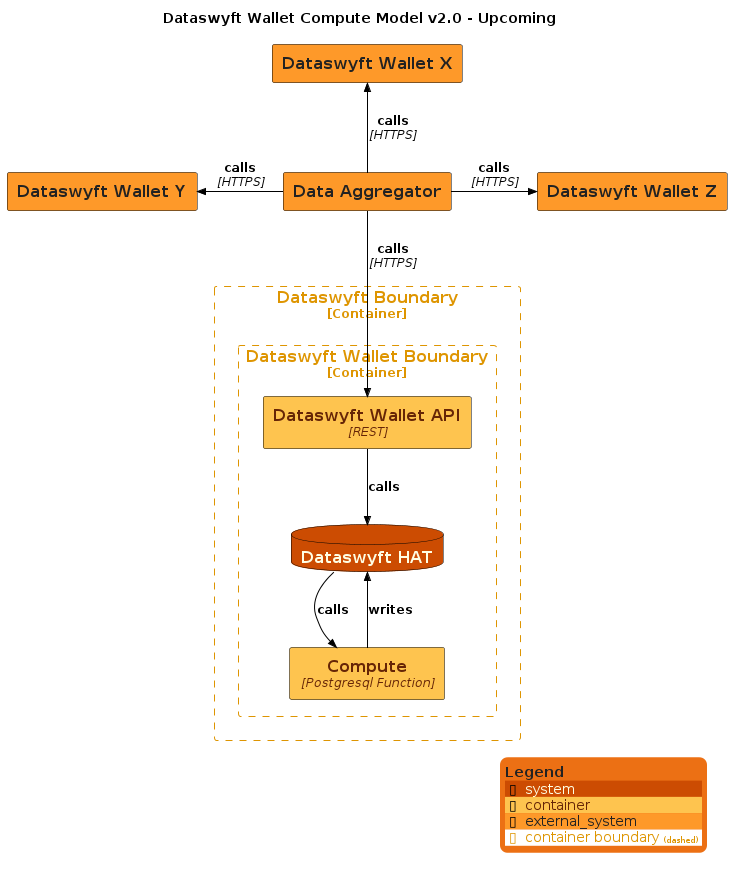 Dataswyft Wallet Compute Model v2.0 - Upcoming
Dataswyft Wallet X
calls
[HTTPS]
Dataswyft Wallet Y
calls
[HTTPS]
Data Aggregator
calls
[HTTPS]
Dataswyft Wallet Z
calls
[HTTPS]
Dataswyft Boundary
[Container]
Dataswyft Wallet Boundary
[Container]
Dataswyft Wallet API
[REST]
calls
Dataswyft HAT
calls
writes
Compute
[Postgresql Function]
Legend
▯ system
▯ container
▯ external_system
▯ container boundary (dashed)